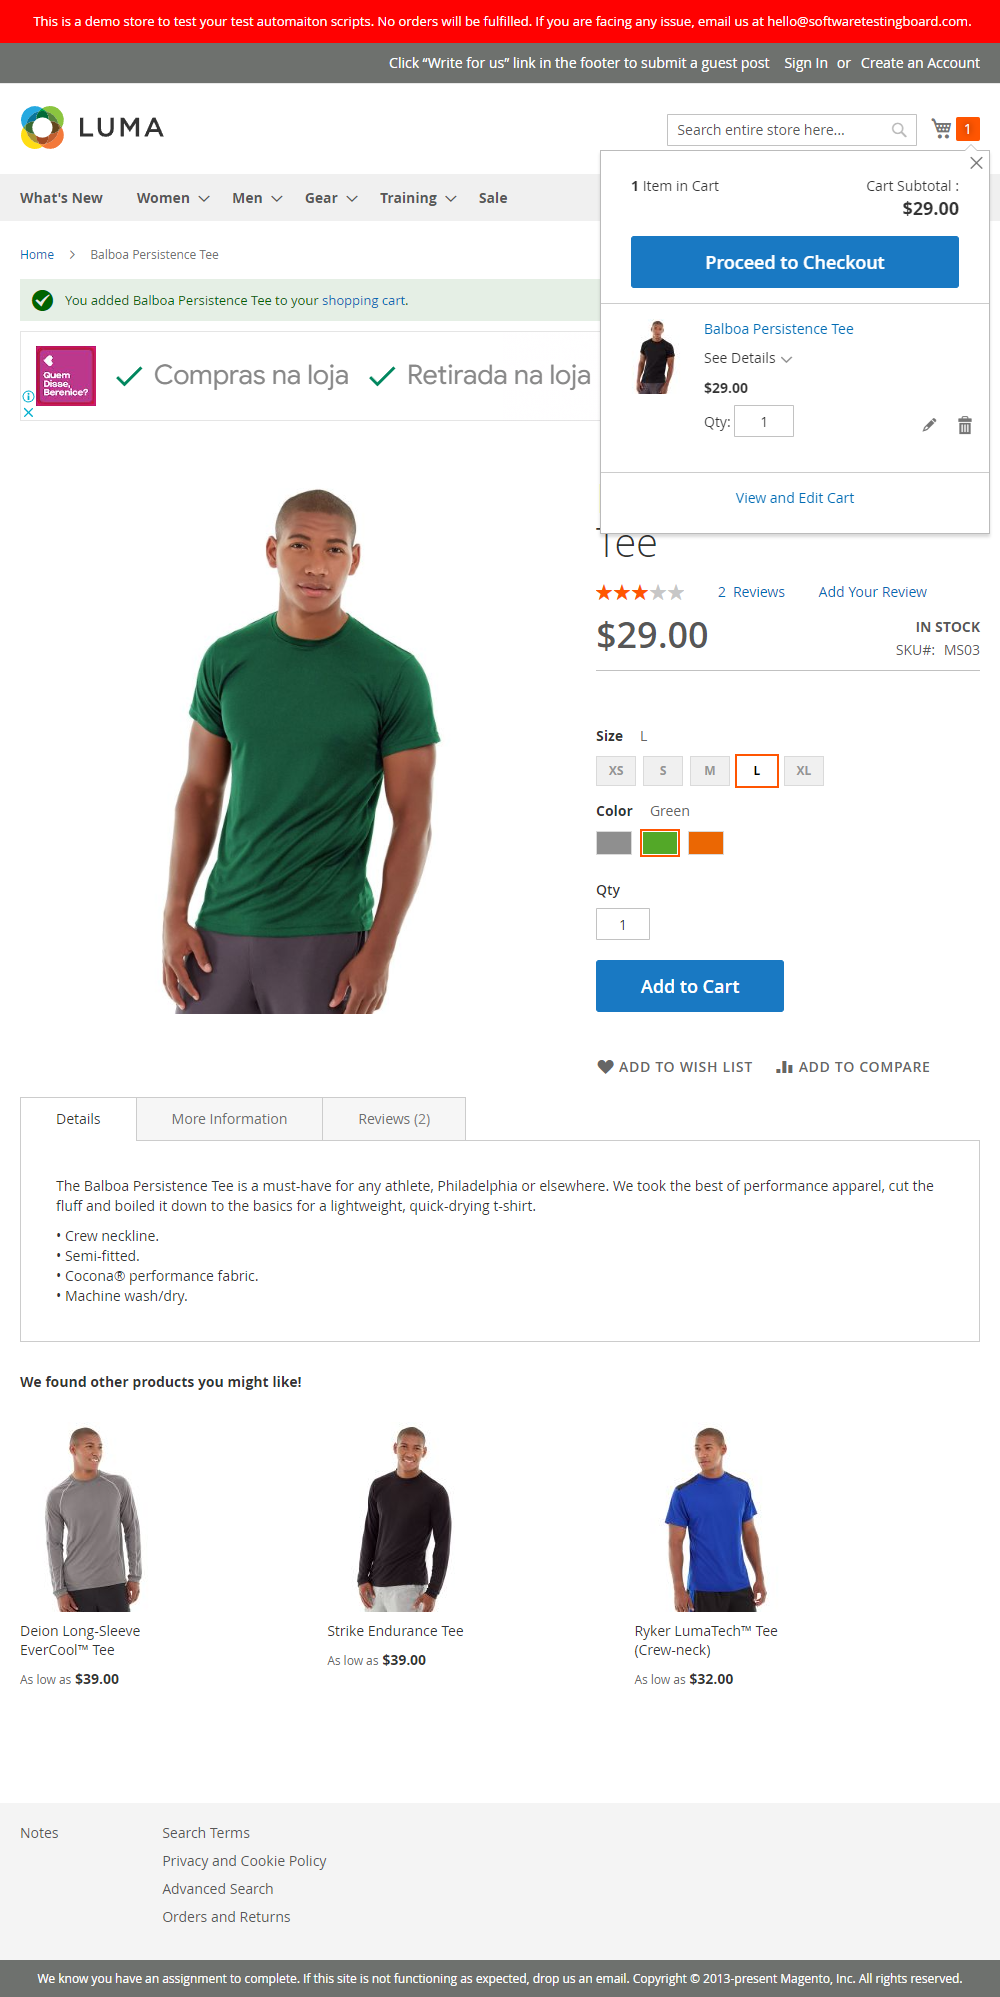 This is a demo store to test your test automaiton scripts. No orders will be fulfilled. If you are facing any issue, email us at hello@softwaretestingboard.com.
Click “Write for us” link in the footer to submit a guest post Sign In or Create an Account
LUMA
Search entire store here...
1
What's New Women Men Gear Training Sale
1 Item in Cart
Cart Subtotal :
$29.00
Proceed to Checkout
Balboa Persistence Tee
See Details
$29.00
Qty: 1
View and Edit Cart
Home Balboa Persistence Tee
You added Balboa Persistence Tee to your shopping cart.
Quem
Disse,
Berenice?
Compras na loja Retirada na loja
Tee
2 Reviews Add Your Review
$29.00
IN STOCK
SKU#: MS03
Size L
XS S M L XL
Color Green
Qty
1
Add to Cart
ADD TO WISH LIST ADD TO COMPARE
Details More Information Reviews (2)
The Balboa Persistence Tee is a must-have for any athlete, Philadelphia or elsewhere. We took the best of performance apparel, cut the
fluff and boiled it down to the basics for a lightweight, quick-drying t-shirt.
• Crew neckline.
• Semi-fitted.
• Cocona® performance fabric.
• Machine wash/dry.
We found other products you might like!
Deion Long-Sleeve
EverCool™ Tee
As low as $39.00
Strike Endurance Tee
As low as $39.00
Ryker LumaTech™ Tee
(Crew-neck)
As low as $32.00
Notes
Search Terms
Privacy and Cookie Policy
Advanced Search
Orders and Returns
We know you have an assignment to complete. If this site is not functioning as expected, drop us an email. Copyright © 2013-present Magento, Inc. All rights reserved.